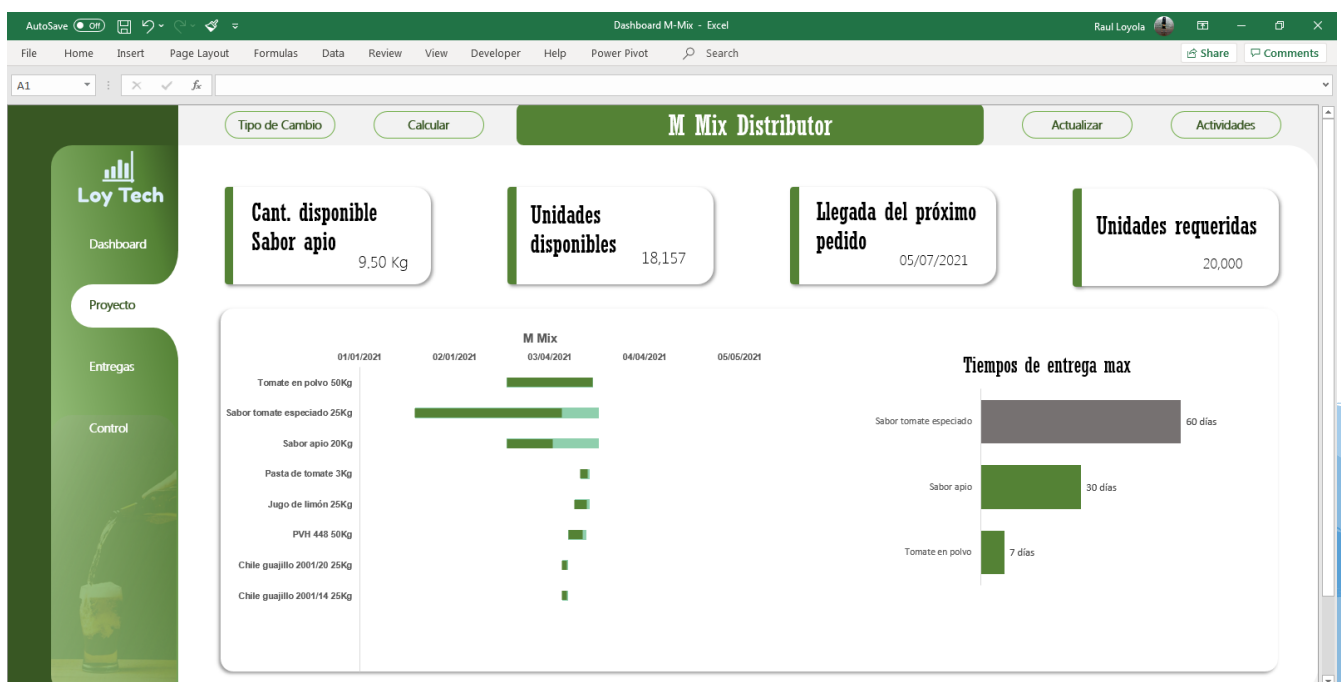 AutoSave Off Dashboard M-Mix - Excel Raul Loyola
File Home Insert Page Layout Formulas Data Review View Developer Help Power Pivot Search Share Comments
A1 fx
Tipo de Cambio Calcular M Mix Distributor Actualizar Actividades
Loy Tech
Dashboard
Proyecto
Entregas
Control
Cant. disponible
Sabor apio
9,50 Kg
Unidades
disponibles
18,157
Llegada del próximo
pedido
05/07/2021
Unidades requeridas
20,000
M Mix
01/01/2021 02/01/2021 03/04/2021 04/04/2021 05/05/2021
Tomate en polvo 50Kg
Sabor tomate especiado 25Kg
Sabor apio 20Kg
Pasta de tomate 3Kg
Jugo de limón 25Kg
PVH 448 50Kg
Chile guajillo 2001/20 25Kg
Chile guajillo 2001/14 25Kg
Tiempos de entrega max
Sabor tomate especiado 60 días
Sabor apio 30 días
Tomate en polvo 7 días